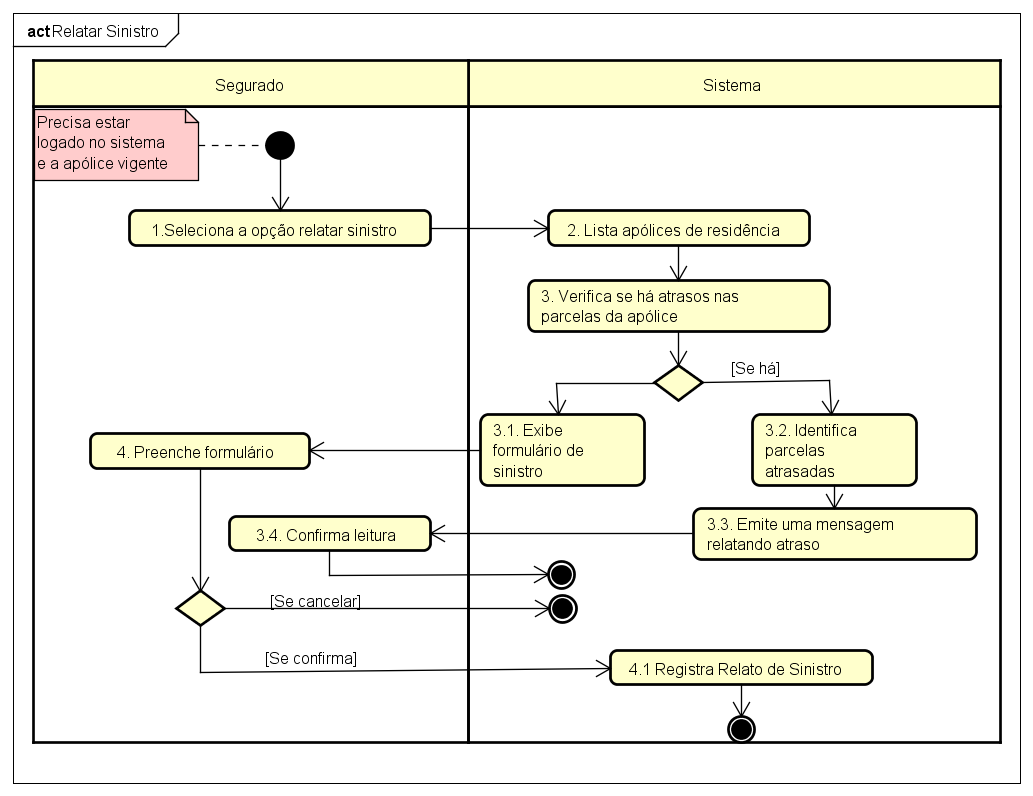 act Relatar Sinistro
Segurado
Sistema
Precisa estar
logado no sistema
e a apólice vigente
1.Seleciona a opção relatar sinistro
2. Lista apólices de residência
3. Verifica se há atrasos nas
parcelas da apólice
[Se há]
3.1. Exibe
formulário de
sinistro
3.2. Identifica
parcelas
atrasadas
4. Preenche formulário
3.3. Emite uma mensagem
relatando atraso
3.4. Confirma leitura
[Se cancelar]
[Se confirma]
4.1 Registra Relato de Sinistro